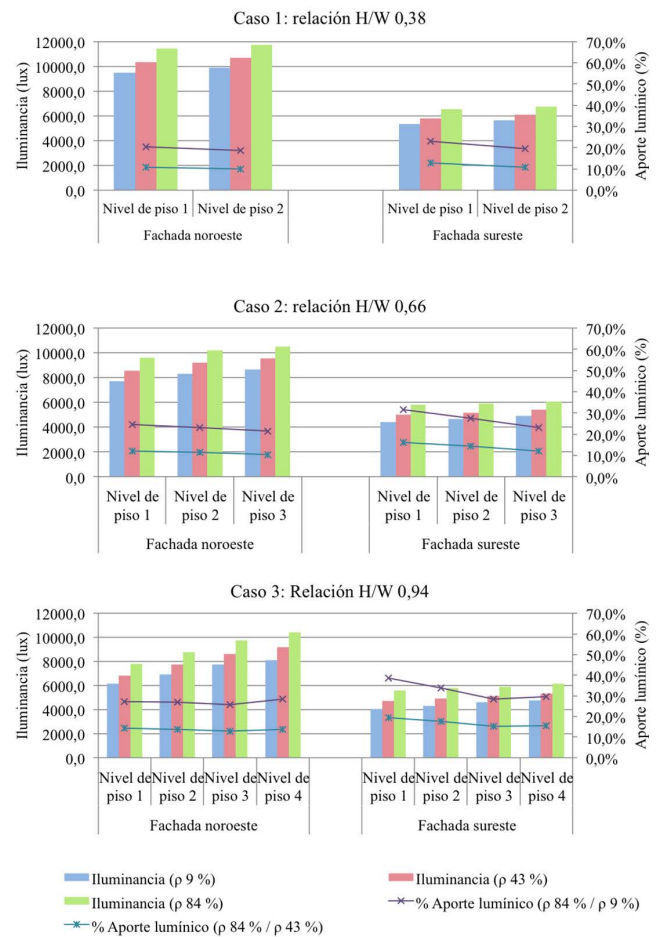 Caso 1: relación H/W 0,38
Iluminancia (lux)
12000,0
10000,0
8000,0
6000,0
4000,0
2000,0
0,0
70,0%
60,0%
50,0%
40,0%
30,0%
20,0%
10,0%
0,0%
Aporte lumínico (%)
Nivel de piso 1 Nivel de piso 2 Nivel de piso 1 Nivel de piso 2
Fachada noroeste Fachada sureste
Caso 2: relación H/W 0,66
Iluminancia (lux)
12000,0
10000,0
8000,0
6000,0
4000,0
2000,0
0,0
70,0%
60,0%
50,0%
40,0%
30,0%
20,0%
10,0%
0,0%
Aporte lumínico (%)
Nivel de piso 1 Nivel de piso 2 Nivel de piso 3 Nivel de piso 1 Nivel de piso 2 Nivel de piso 3
Fachada noroeste Fachada sureste
Caso 3: Relación H/W 0,94
Iluminancia (lux)
12000,0
10000,0
8000,0
6000,0
4000,0
2000,0
0,0
70,0%
60,0%
50,0%
40,0%
30,0%
20,0%
10,0%
0,0%
Aporte lumínico (%)
Nivel de piso 1 Nivel de piso 2 Nivel de piso 3 Nivel de piso 4 Nivel de piso 1 Nivel de piso 2 Nivel de piso 3 Nivel de piso 4
Fachada noroeste Fachada sureste
Iluminancia (ρ 9 %) Iluminancia (ρ 43 %)
Iluminancia (ρ 84 %) % Aporte lumínico (ρ 84 % / ρ 9 %)
% Aporte lumínico (ρ 84 % / ρ 43 %)